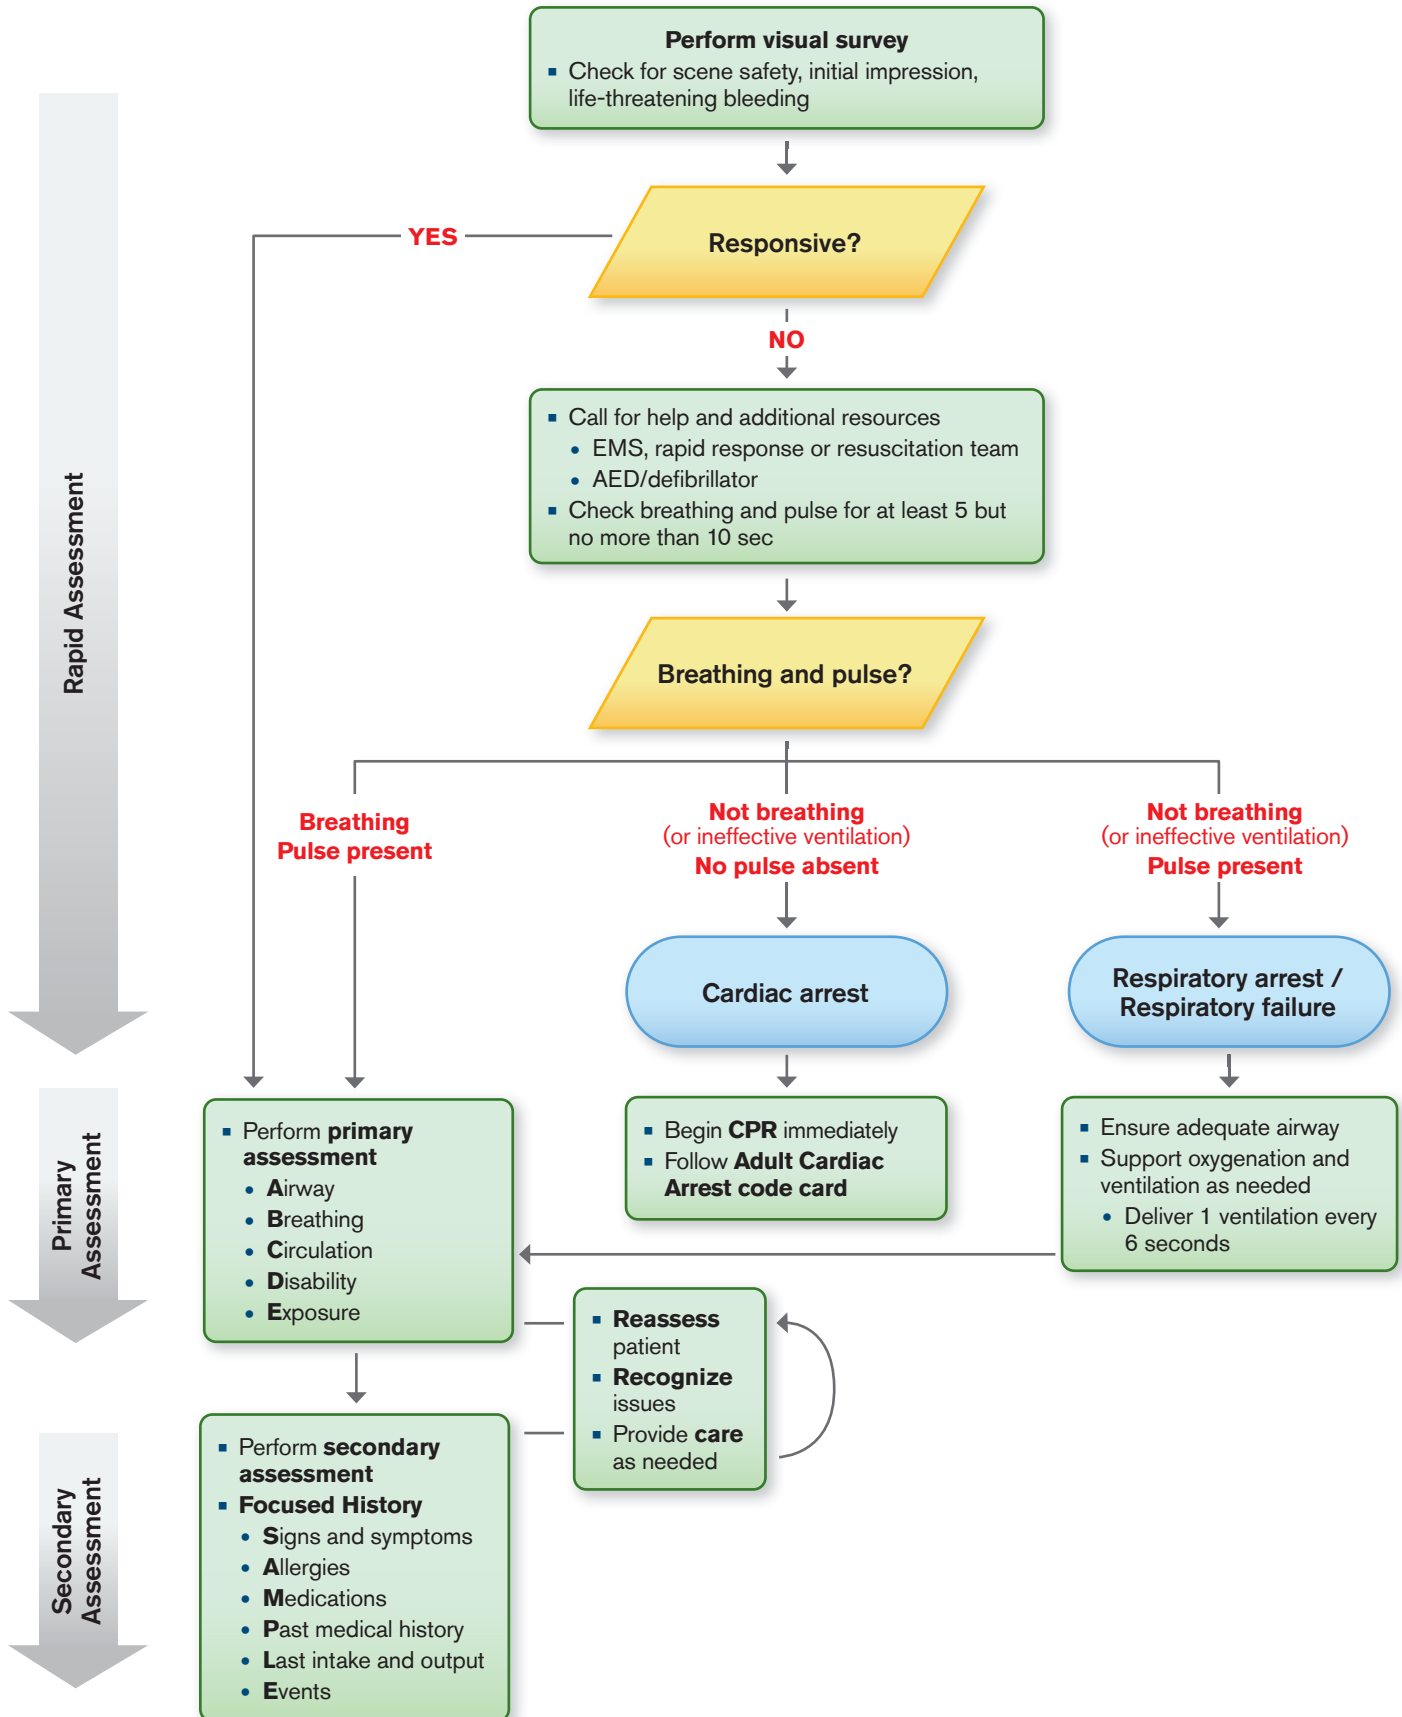 Perform visual survey
▪ Check for scene safety, initial impression,
life-threatening bleeding
Responsive?
YES
NO
▪ Call for help and additional resources
• EMS, rapid response or resuscitation team
• AED/defibrillator
▪ Check breathing and pulse for at least 5 but
no more than 10 sec
Rapid Assessment
Breathing and pulse?
Breathing
Pulse present
Not breathing
(or ineffective ventilation)
No pulse absent
Not breathing
(or ineffective ventilation)
Pulse present
Cardiac arrest
Respiratory arrest /
Respiratory failure
Primary
Assessment
▪ Perform primary
assessment
• Airway
• Breathing
• Circulation
• Disability
• Exposure
▪ Begin CPR immediately
▪ Follow Adult Cardiac
Arrest code card
▪ Ensure adequate airway
▪ Support oxygenation and
ventilation as needed
• Deliver 1 ventilation every
6 seconds
▪ Reassess
patient
▪ Recognize
issues
▪ Provide care
as needed
Secondary
Assessment
▪ Perform secondary
assessment
▪ Focused History
• Signs and symptoms
• Allergies
• Medications
• Past medical history
• Last intake and output
• Events